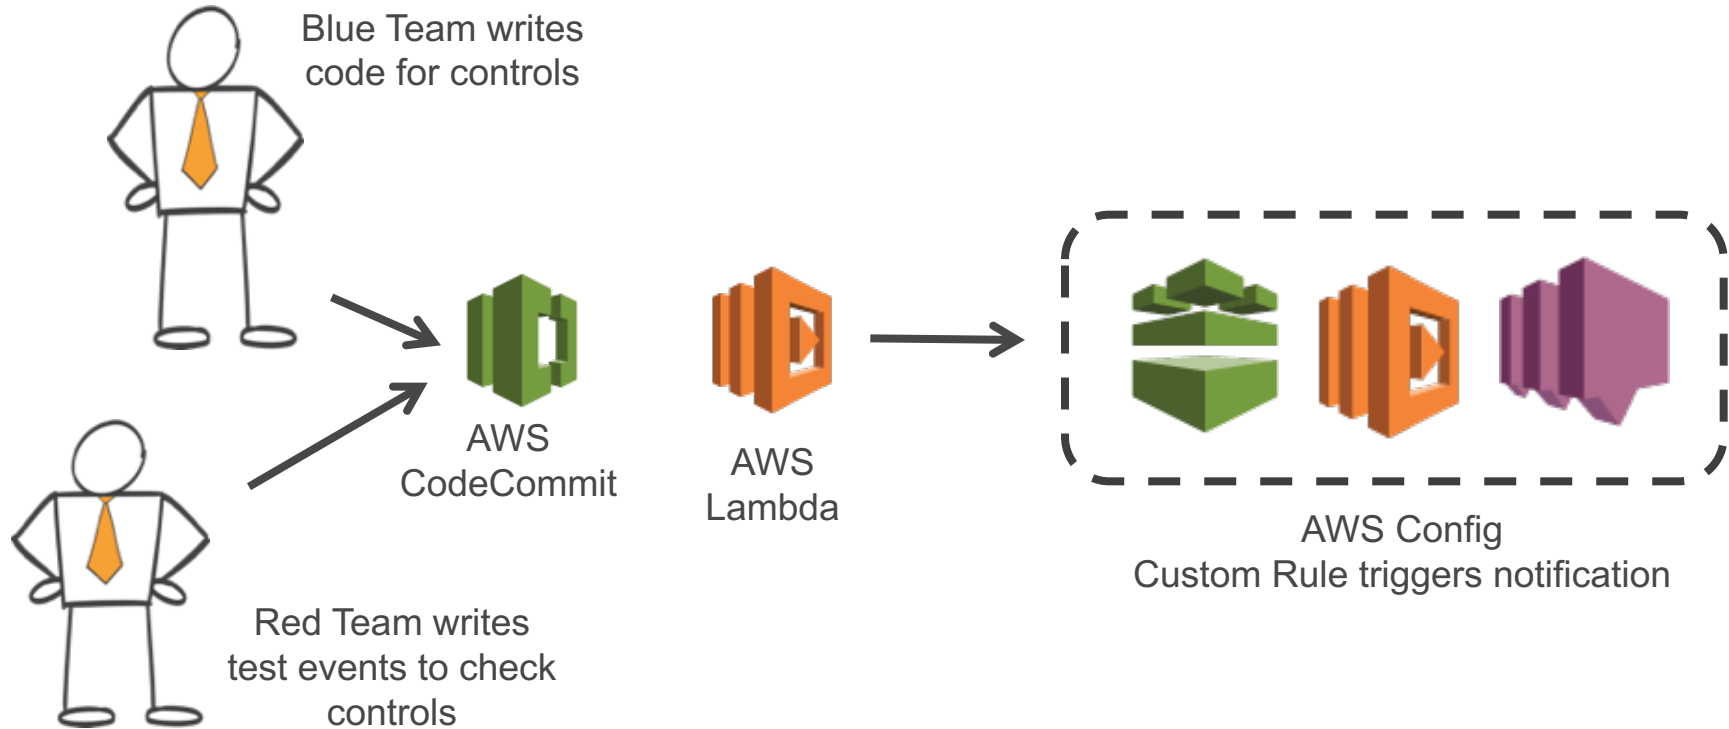 Blue Team writes
code for controls
AWS
CodeCommit
AWS
Lambda
AWS Config
Custom Rule triggers notification
Red Team writes
test events to check
controls